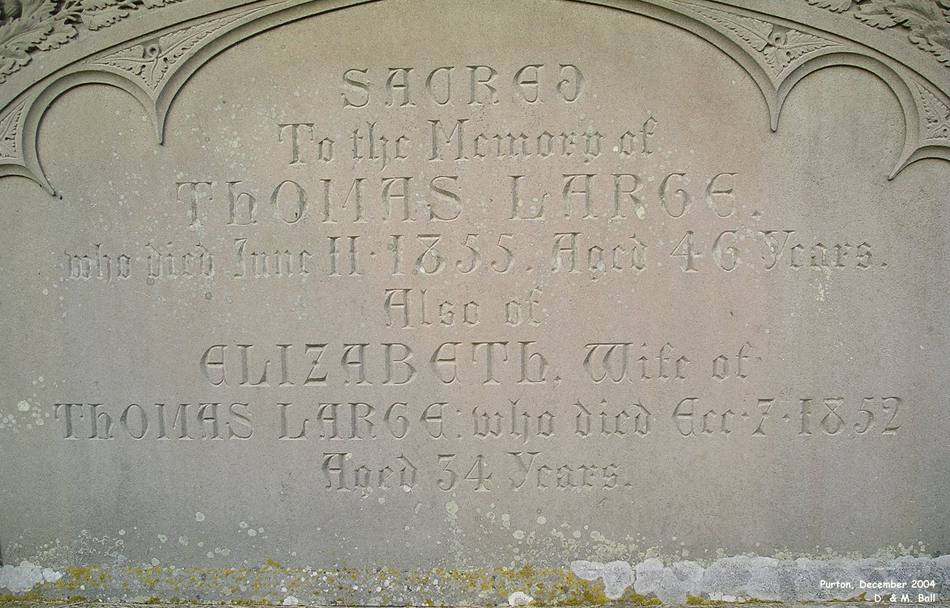 SACRED
To the Memory of
THOMAS LARGE.
who died June 11. 1855. Aged 46 Years.
Also of
ELIZABETH. Wife of
THOMAS LARGE: who died Dec. 7. 1852
Aged 34 Years.
Purton, December 2004
D. & M. Ball